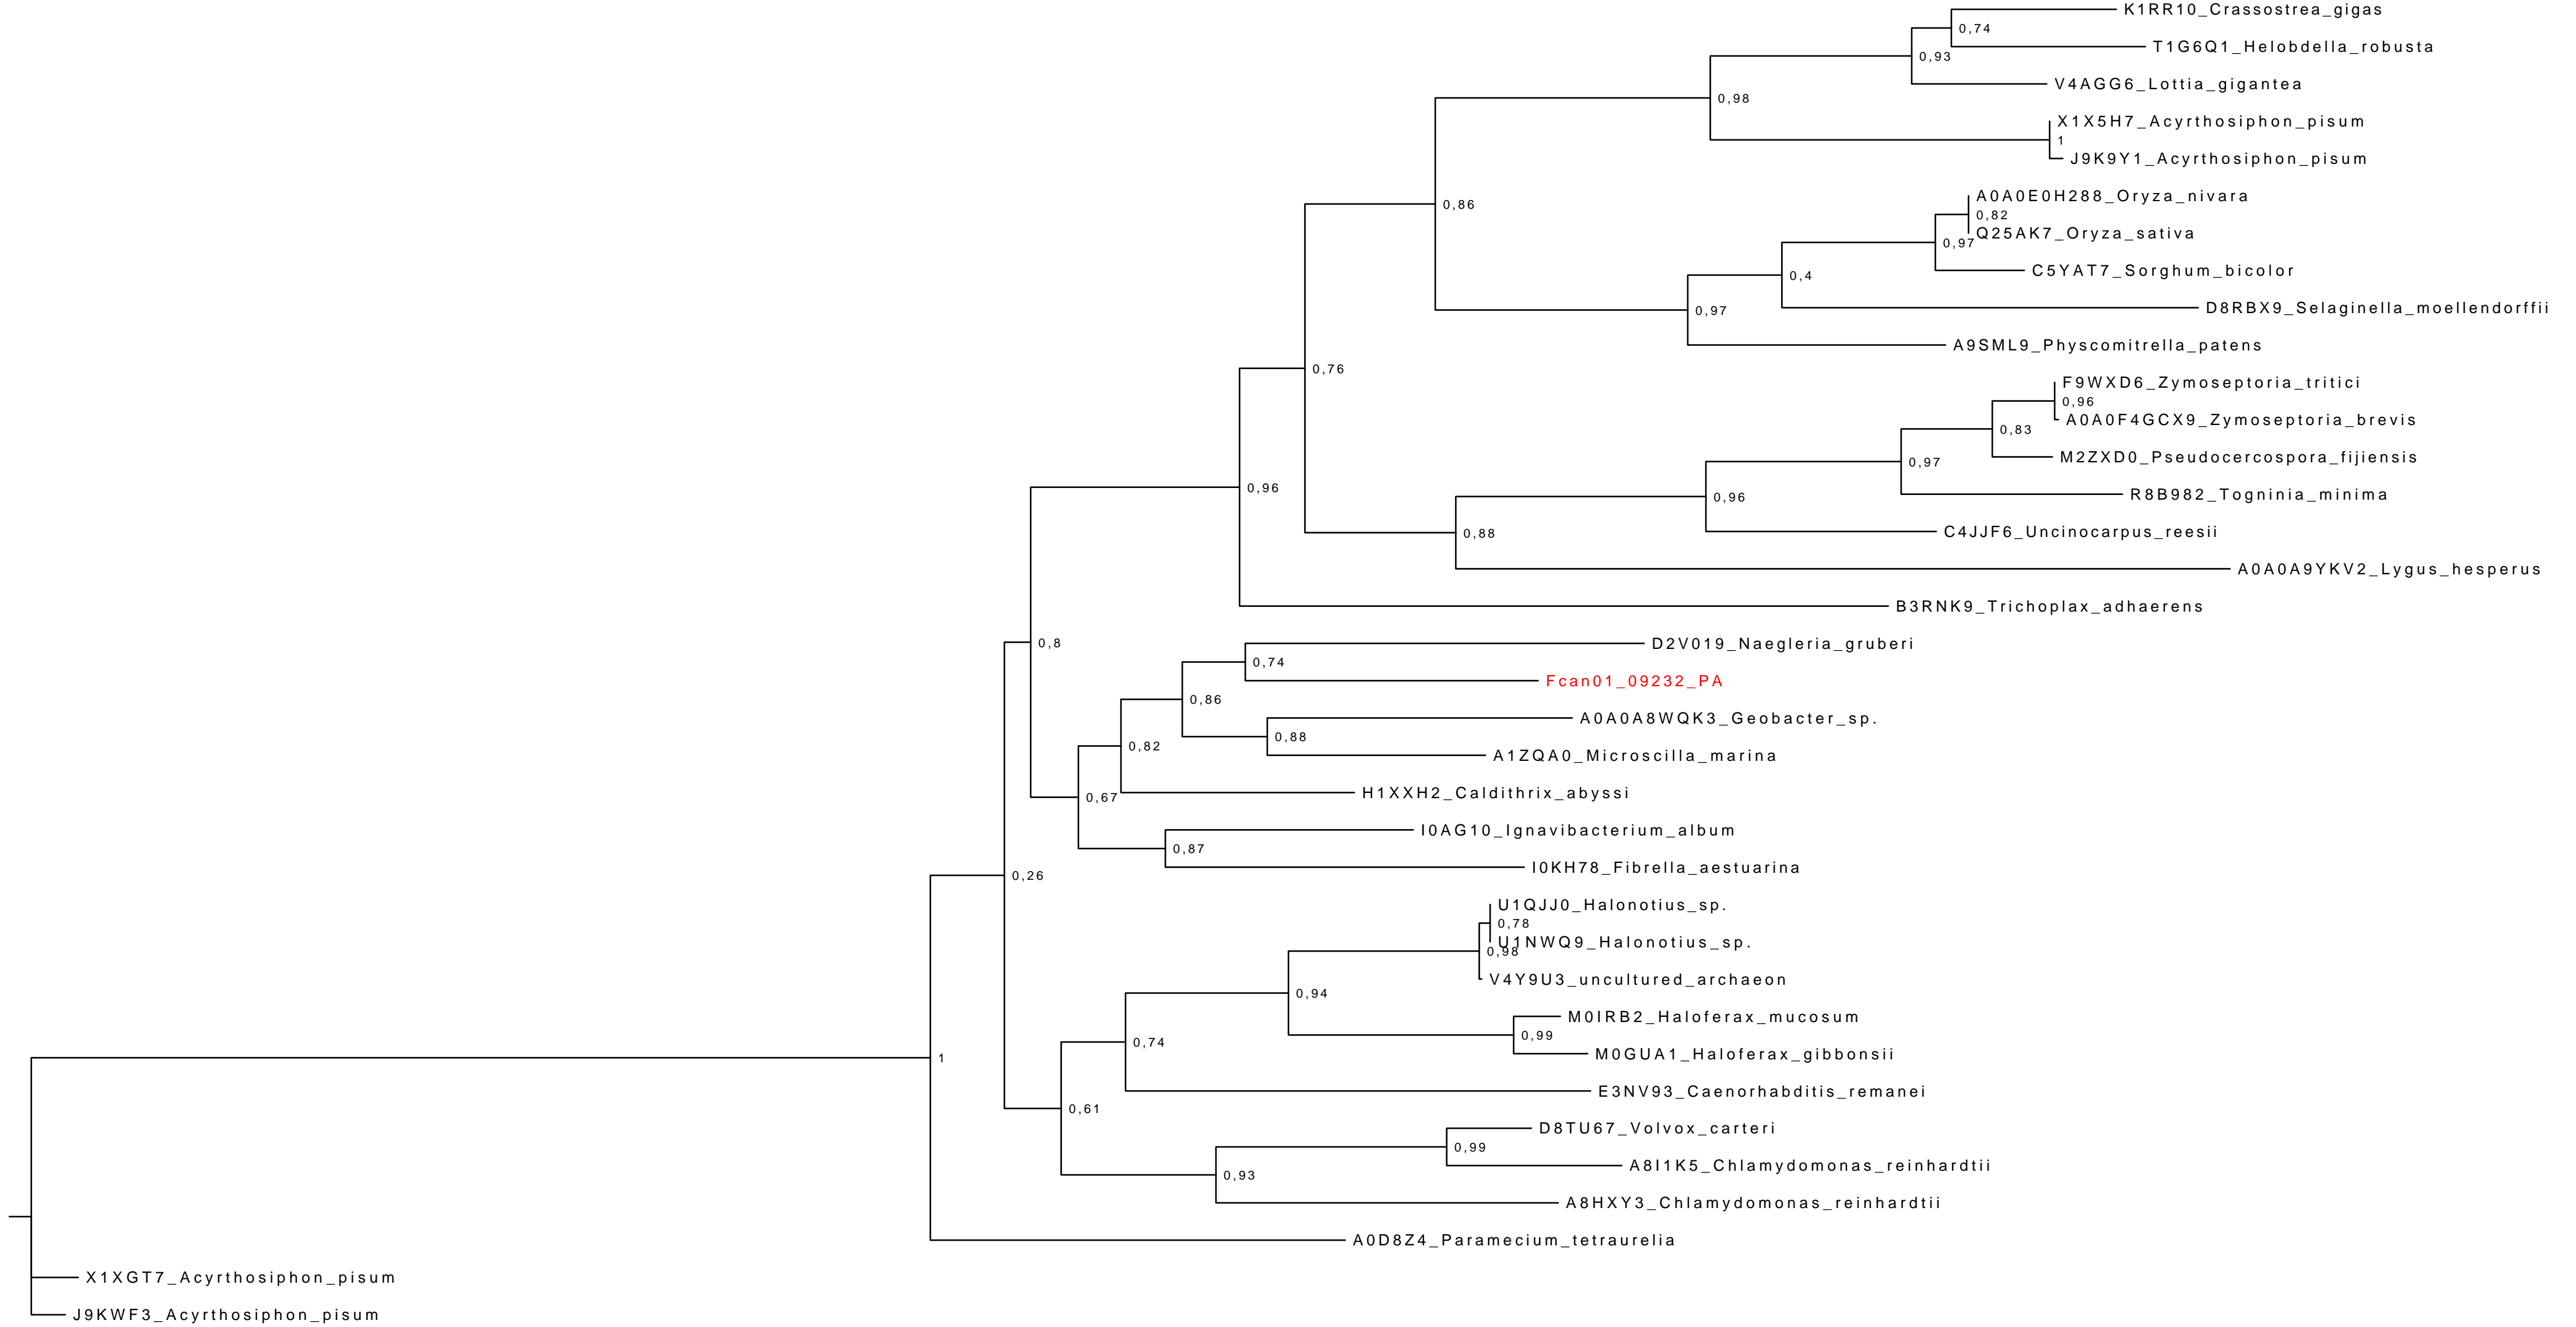 K1RR10_Crassostrea_gigas
0,74
T1G6Q1_Helobdella_robusta
0,93
V4AGG6_Lottia_gigantea
0,98
X1X5H7_Acyrthosiphon_pisum
1
J9K9Y1_Acyrthosiphon_pisum
A0A0E0H288_Oryza_nivara
0,86
0,82
Q25AK7_Oryza_sativa
0,97
C5YAT7_Sorghum_bicolor
0,4
D8RBX9_Selaginella_moellendorffii
0,97
A9SML9_Physcomitrella_patens
0,76
F9WXD6_Zymoseptoria_tritici
0,96
A0A0F4GCX9_Zymoseptoria_brevis
0,83
M2ZXD0_Pseudocercospora_fijiensis
0,97
0,96
R8B982_Togninia_minima
0,96
C4JJF6_Uncinocarpus_reesii
0,88
A0A0A9YKV2_Lygus_hesperus
B3RNK9_Trichoplax_adhaerens
0,8
D2V019_Naegleria_gruberi
0,74
Fcan01_09232_PA
0,86
A0A0A8WQK3_Geobacter_sp.
0,88
0,82
A1ZQA0_Microscilla_marina
H1XXH2_Caldithrix_abyssi
0,67
I0AG10_Ignavibacterium_album
0,87
I0KH78_Fibrella_aestuarina
0,26
U1QJJ0_Halonotius_sp.
0,78
U1NWQ9_Halonotius_sp.
0,98
V4Y9U3_uncultured_archaeon
0,94
M0IRB2_Haloferax_mucosum
0,99
0,74
M0GUA1_Haloferax_gibbonsii
1
E3NV93_Caenorhabditis_remanei
0,61
D8TU67_Volvox_carteri
0,99
A8I1K5_Chlamydomonas_reinhardtii
0,93
A8HXY3_Chlamydomonas_reinhardtii
A0D8Z4_Paramecium_tetraurelia
X1XGT7_Acyrthosiphon_pisum
J9KWF3_Acyrthosiphon_pisum